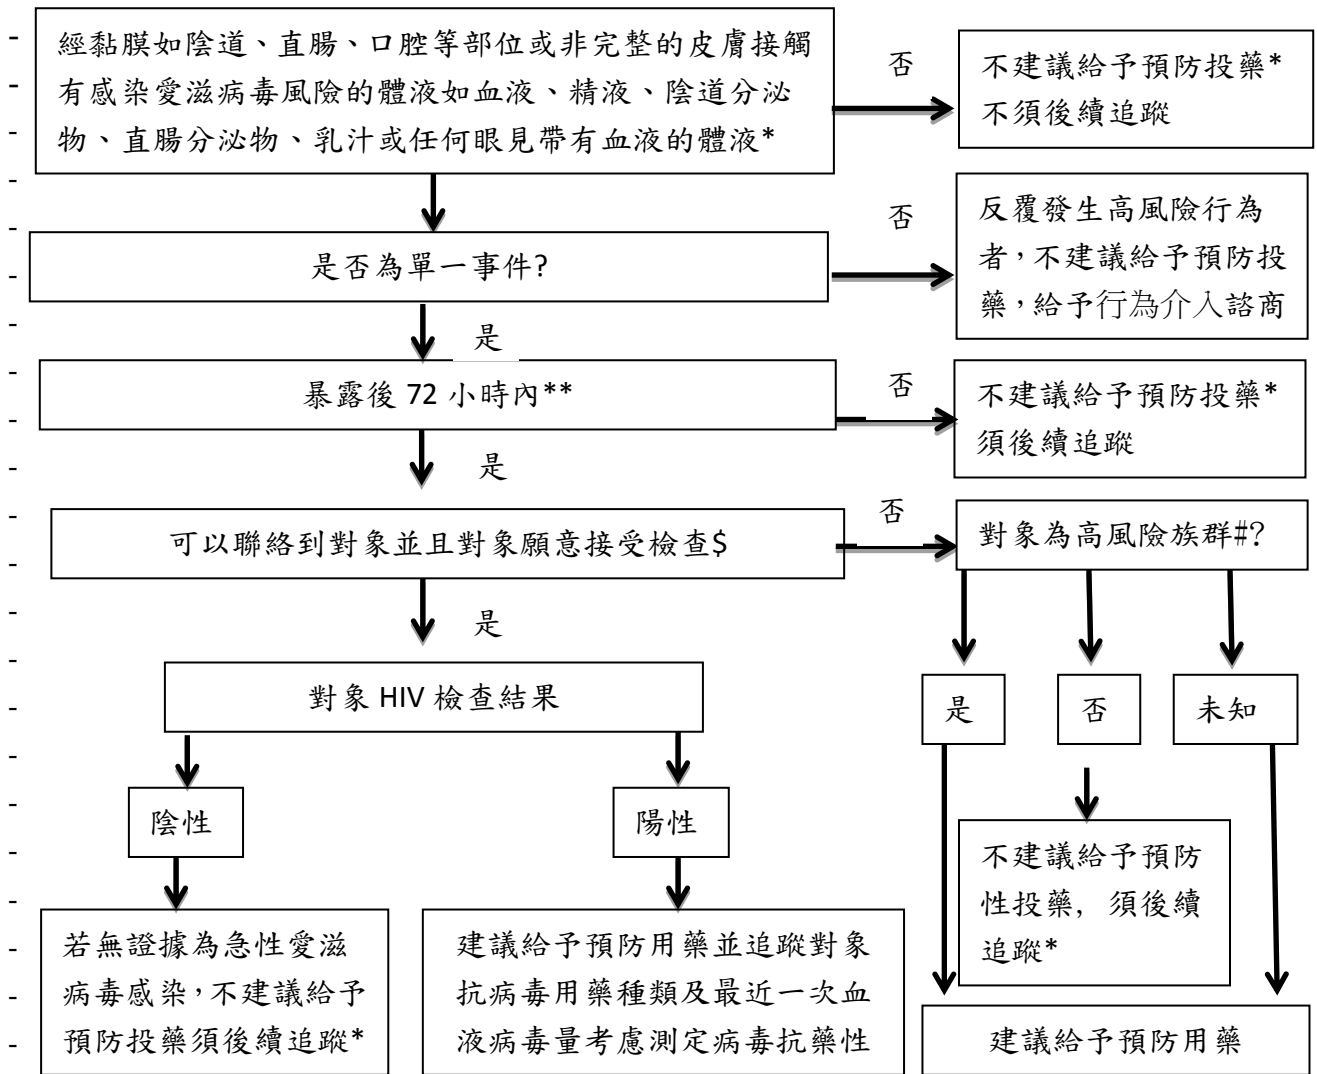 經黏膜如陰道、直腸、口腔等部位或非完整的皮膚接觸
有感染愛滋病毒風險的體液如血液、精液、陰道分泌
物、直腸分泌物、乳汁或任何眼見帶有血液的體液*
否
不建議給予預防投藥*
不須後續追蹤
是否為單一事件?
否
反覆發生高風險行為
者，不建議給予預防投
藥，給予行為介入諮商
是
暴露後 72 小時內**
否
不建議給予預防投藥*
須後續追蹤
是
可以聯絡到對象並且對象願意接受檢查$
否
對象為高風險族群#?
是
對象 HIV 檢查結果
是
否
未知
陰性
陽性
不建議給予預防
性投藥，須後續
追蹤*
若無證據為急性愛滋
病毒感染，不建議給予
預防投藥須後續追蹤*
建議給予預防用藥並追蹤對象
抗病毒用藥種類及最近一次血
液病毒量考慮測定病毒抗藥性
建議給予預防用藥